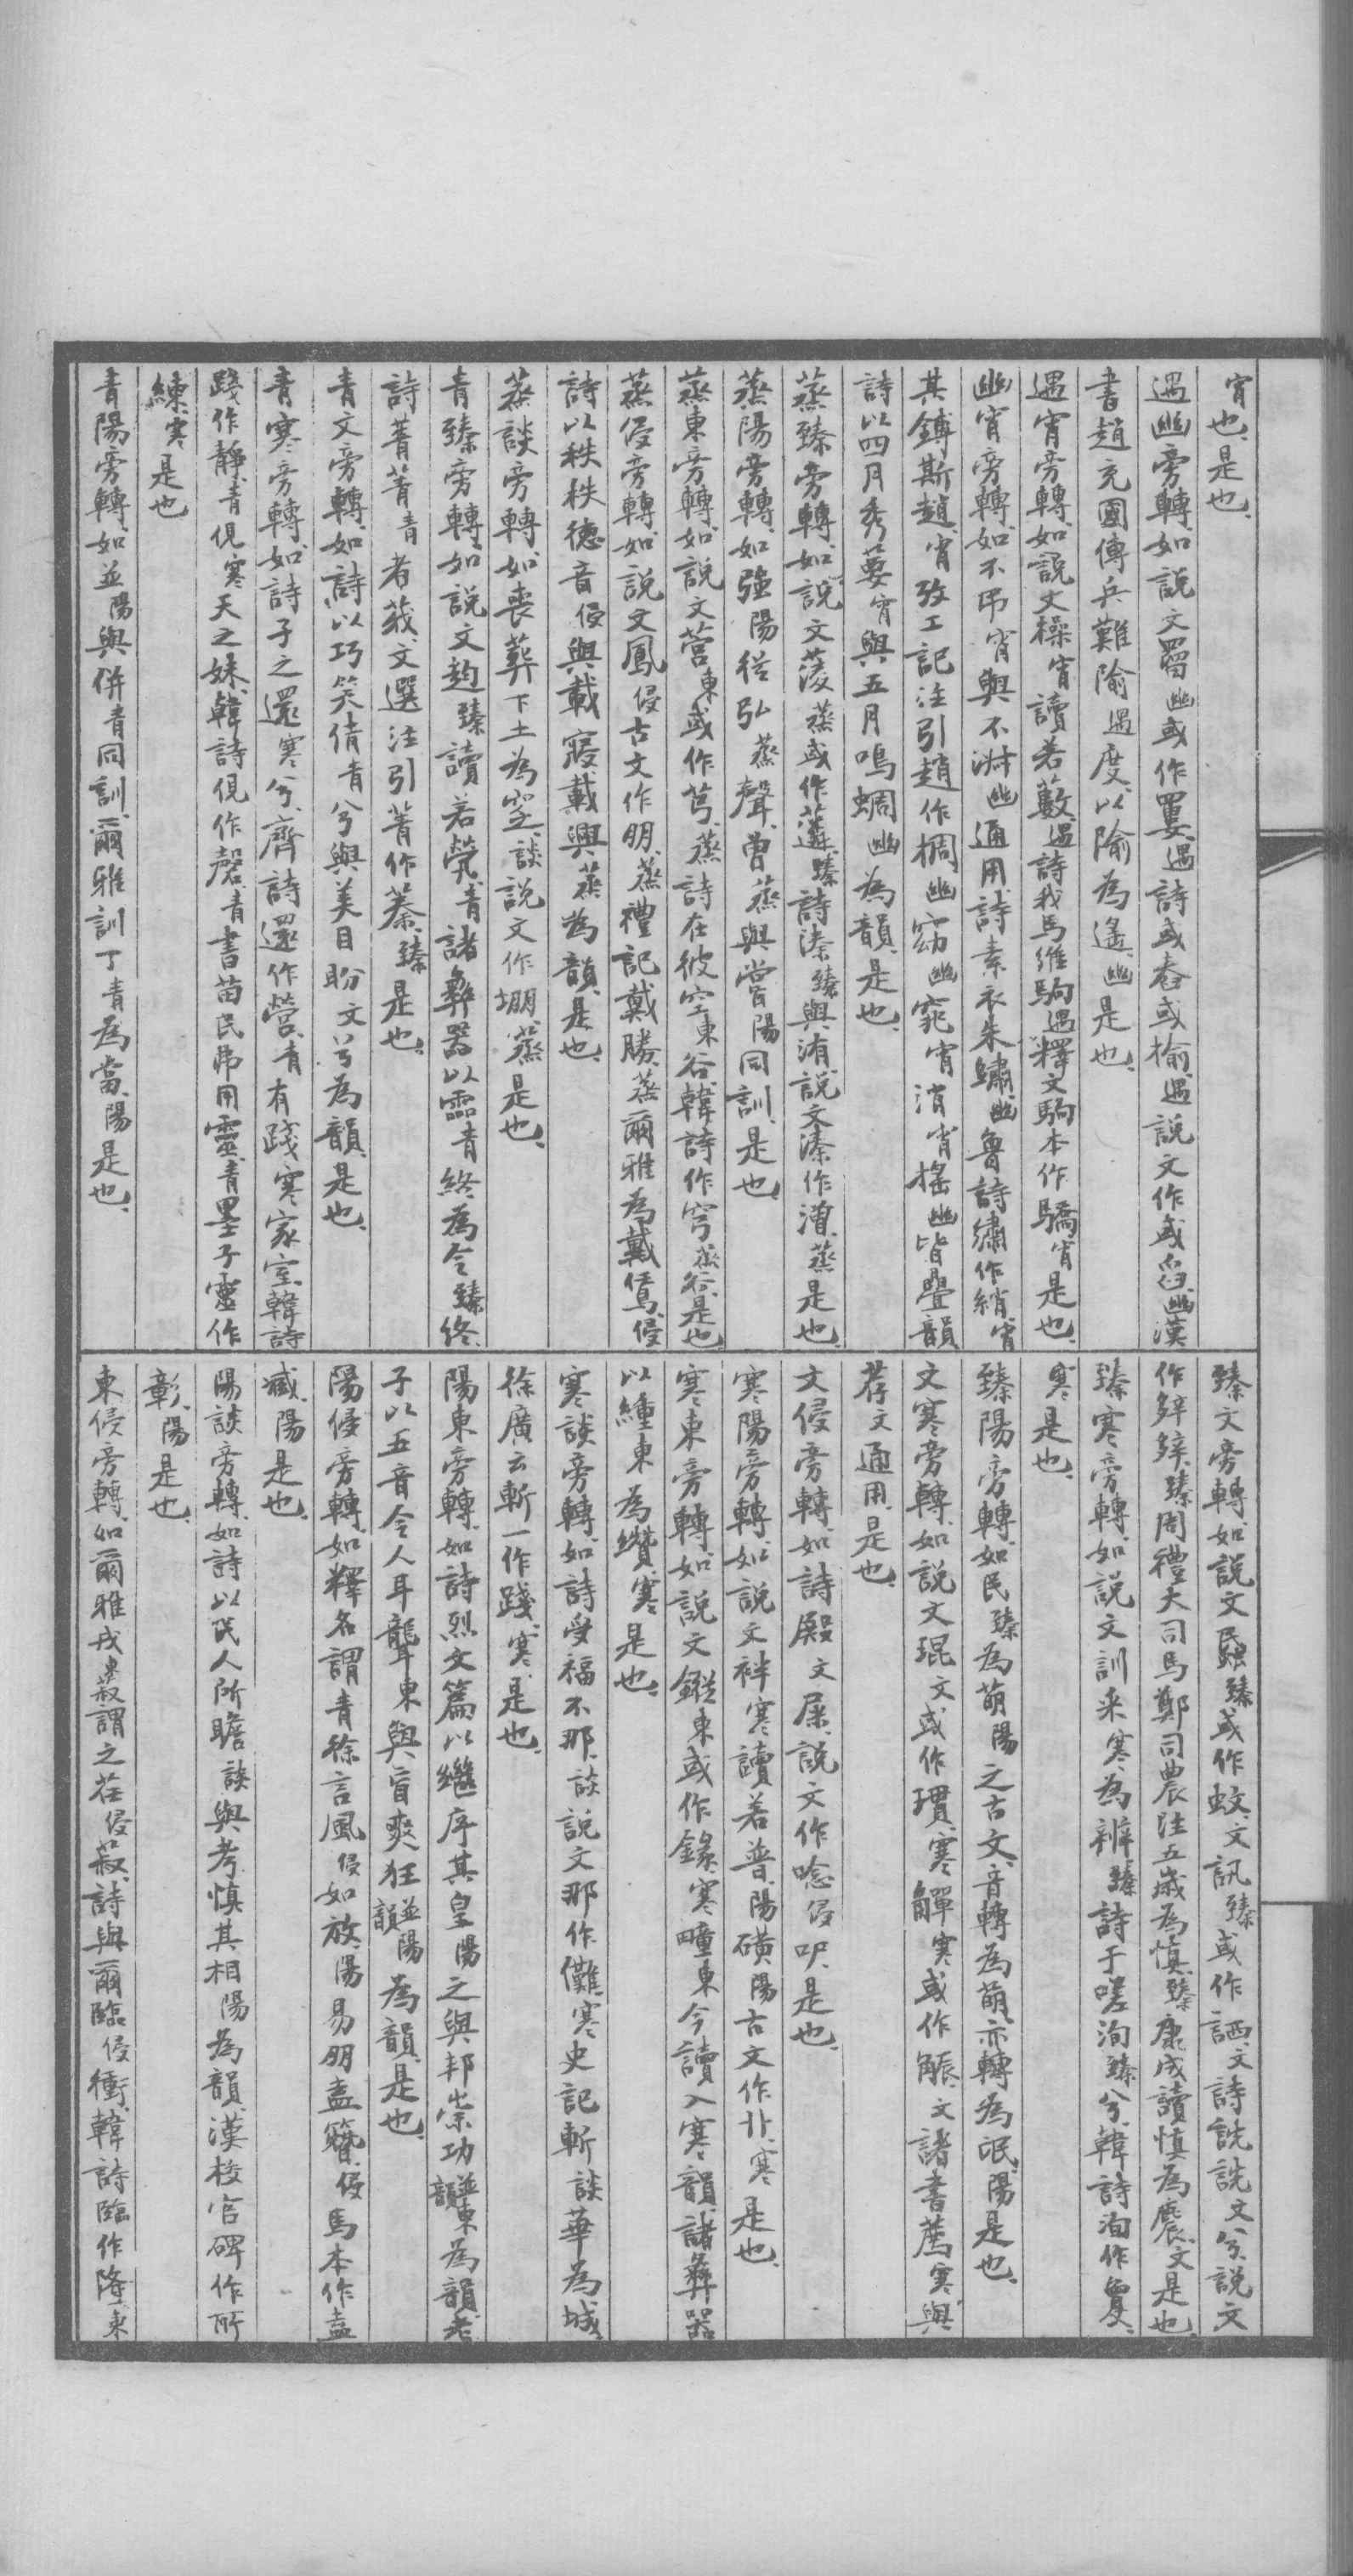 宵也、是也、
遇幽旁轉、如說文罶幽或作罶、遇詩或舂或揄、遇說文作或舀、幽漢
書趙充國傳兵難隃遇度、以隃為遙、幽是也、
遇宵旁轉、如說文橾宵讀若藪、遇詩我馬維駒、遇釋文駒本作驕、宵是也、
幽宵旁轉、如不弔宵與不淑幽通用、詩素衣朱繡、幽魯詩繡作綃、宵
其鎛斯趙、宵攷工記注引趙作㨄、幽窈幽窕宵消宵搖幽皆疊韻
詩以四月秀葽宵與五月鳴蜩幽為韻、是也、
蒸臻旁轉、如說文蔆蒸或作䔖、臻詩溱臻與洧、說文溱作潧、蒸是也、
蒸陽旁轉、如強陽從弘蒸聲、曾蒸與嘗陽同訓、是也、
蒸東旁轉、如說文營東或作芎、蒸詩在彼空東谷、韓詩作穹蒸谷、是也
蒸侵旁轉、如說文鳳侵古文作朋、蒸禮記戴勝、蒸爾雅為戴鵀、侵
詩以秩秩德音侵與載寢載興蒸為韻、是也、
蒸談旁轉、如喪葬下土為窆、談說文作堋、蒸是也、
青臻旁轉、如說文趙臻讀若煢、青諸彝器以霝青終為令臻終
詩菁菁青者莪、文選注引菁作蓁、臻是也、
青文旁轉、如詩以巧笑倩青兮與美目盼文兮為韻、是也、
青寒旁轉、如詩子之還寒兮、齊詩還作營、青有踐寒家室、韓詩
踐作靜、青俔寒天之妹、韓詩俔作磬、青書苗民弗用靈、青墨子靈作
練、寒是也
青陽旁轉、如並陽與併青同訓、爾雅訓丁青為當、陽是也、
臻文旁轉、如說文䘇臻或作蚊、文訊臻或作訊、文詩詵詵文兮、說文
作㜪㜪、臻周禮大司馬鄭司農注五歲為慎、臻康成讀慎為麎、文是也、
臻寒旁轉、如說文訓釆寒為辨、臻詩于嗟洵臻兮、韓詩洵作敻、
寒是也、
臻陽旁轉、如民臻為萌陽之古文、音轉為萌、亦轉為氓、陽是也、
文寒旁轉、如說文琨文或作瑻、寒觶寒或作䑰、文諸書薦寒與
荐文通用、是也、
文侵旁轉、如詩殿文屎、說文作唸侵㕧、是也、
寒陽旁轉、如說文袢寒讀若普、陽磺陽古文作卝、寒是也、
寒東旁轉、如說文鏦東或作錄、寒畽東今讀入寒韻、諸彝器
以緟東為纘、寒是也、
寒談旁轉、如詩受福不那、談說文那作儺、寒史記斬談華為城、
徐廣云斬一作踐、寒是也、
陽東旁轉、如詩烈文篇以繼序其皇陽之與邦崇功並東韻為韻、老
子以五音令人耳聾東與盲爽狂並陽韻為韻、是也、
陽侵旁轉、如釋名謂青徐言風侵如放、陽易朋盍簪、侵馬本作盍
臧、陽是也、
陽談旁轉、如詩以民人所瞻談與考慎其相陽為韻、漢校官碑作所
彰、陽是也、
東侵旁轉、如爾雅戎東菽謂之荏侵菽、詩與爾臨侵衝、韓詩臨作隆、東